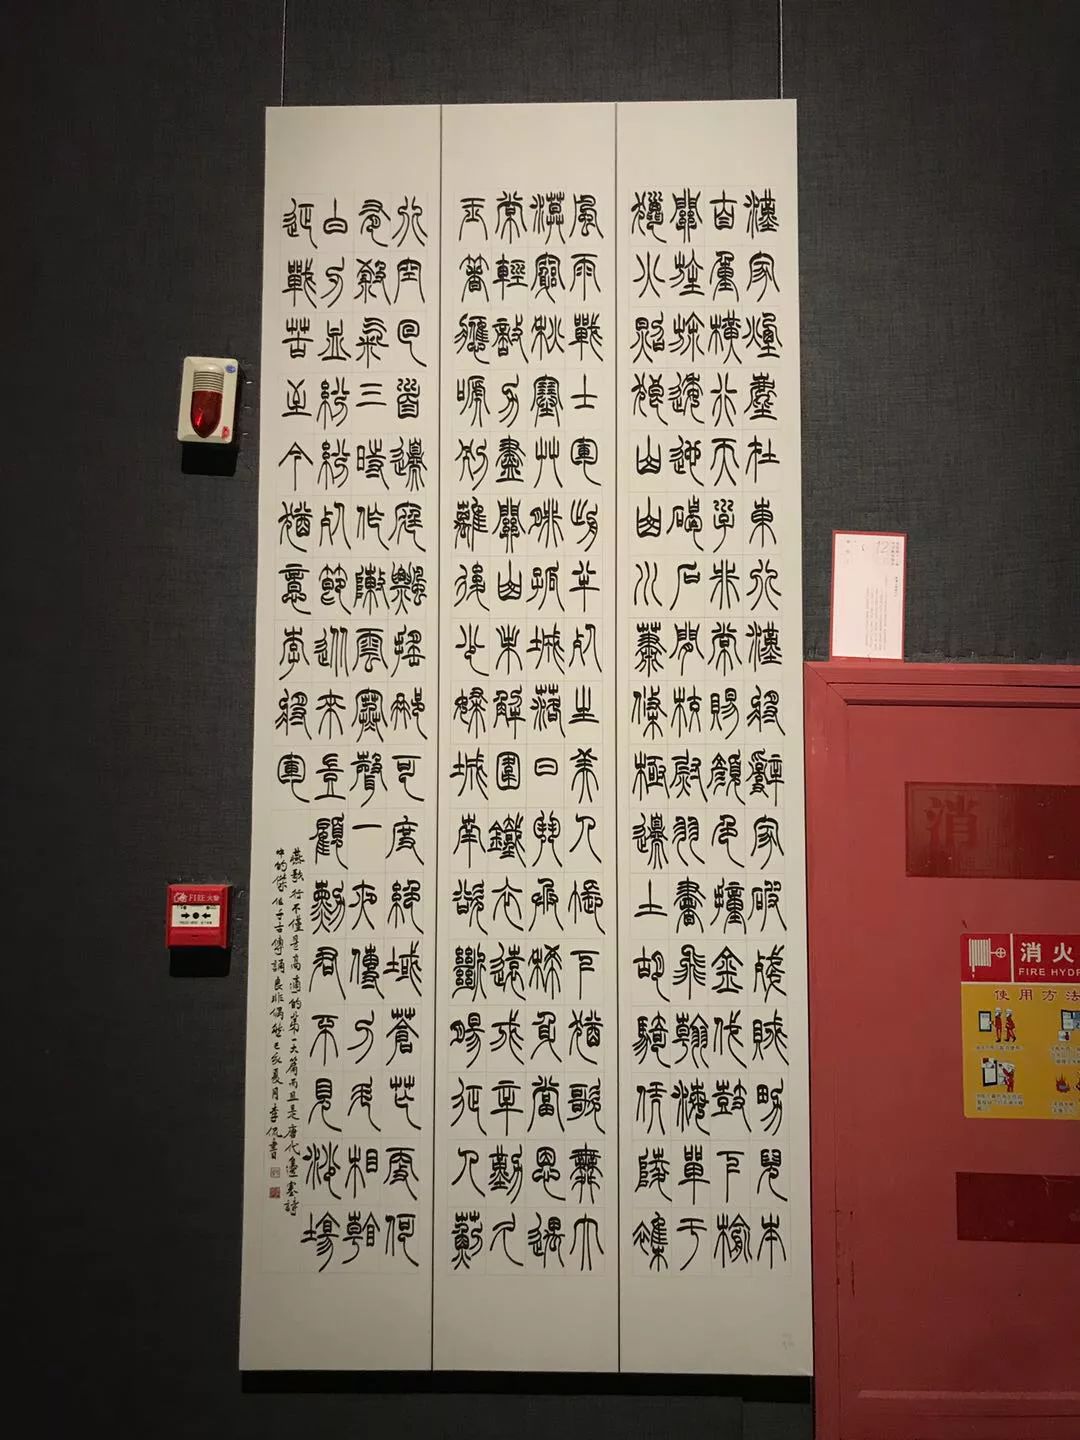 漢家煙塵在東北漢將辭家破殘賊男兒本
自重橫行天子非常賜顏色摐金伐鼓下榆
關旌旆逶迤碣石間校尉羽書飛瀚海單于
獵火照狼山山川蕭條極邊土胡騎憑陵雜
風雨戰士軍前半死生美人帳下猶歌舞大
漠窮秋塞草腓孤城落日鬥兵稀身當恩遇
常輕敵力盡關山未解圍鐵衣遠戍辛勤久
玉箸應啼別離後少婦城南欲斷腸征人薊
北空回首邊庭飄搖那可度絕域蒼茫更何
有殺氣三時作陣雲寒聲一夜傳刁斗相看
白刃血紛紛死節從來豈顧勳君不見沙場
征戰苦至今猶憶李將軍
燕歌行不僅是高適的第一大篇而且是唐代邊塞詩
中的傑作千古傳誦良非偶然己亥夏月李侃書
FIRE 火警
12
消
消火
FIRE HYDR
使用方法